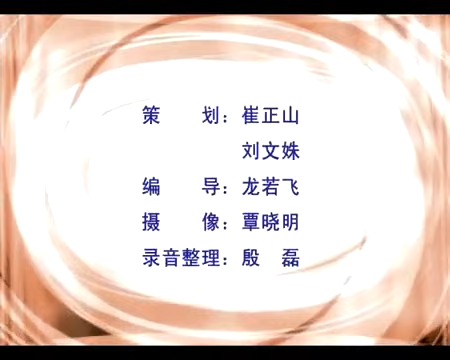 策　　划：崔正山
刘文姝
编　　导：龙若飞
摄　　像：覃晓明
录音整理：殷　磊